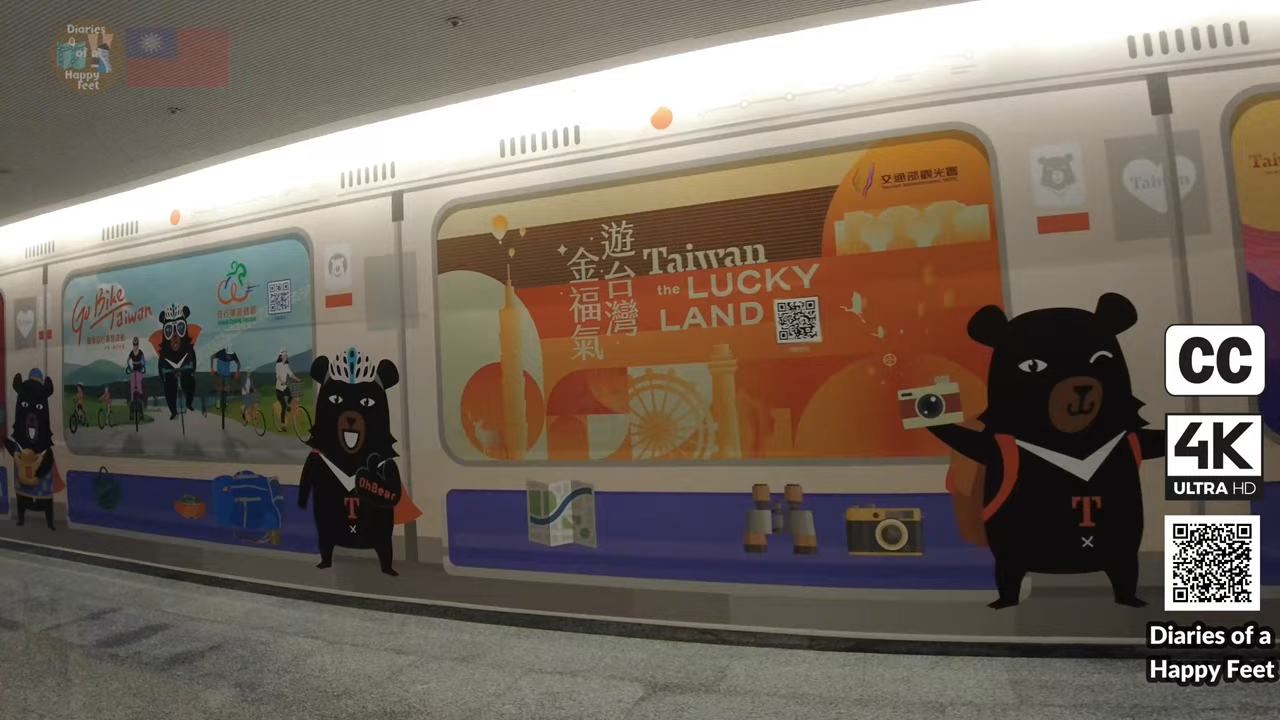 Diaries
of a
Happy
feet
Go Bike
Taiwan
OhBear
T
遊台灣
金福氣
Taiwan
the LUCKY
LAND
交通部觀光署
Taiwan
T
CC
4K
ULTRA HD
Diaries of a
Happy Feet